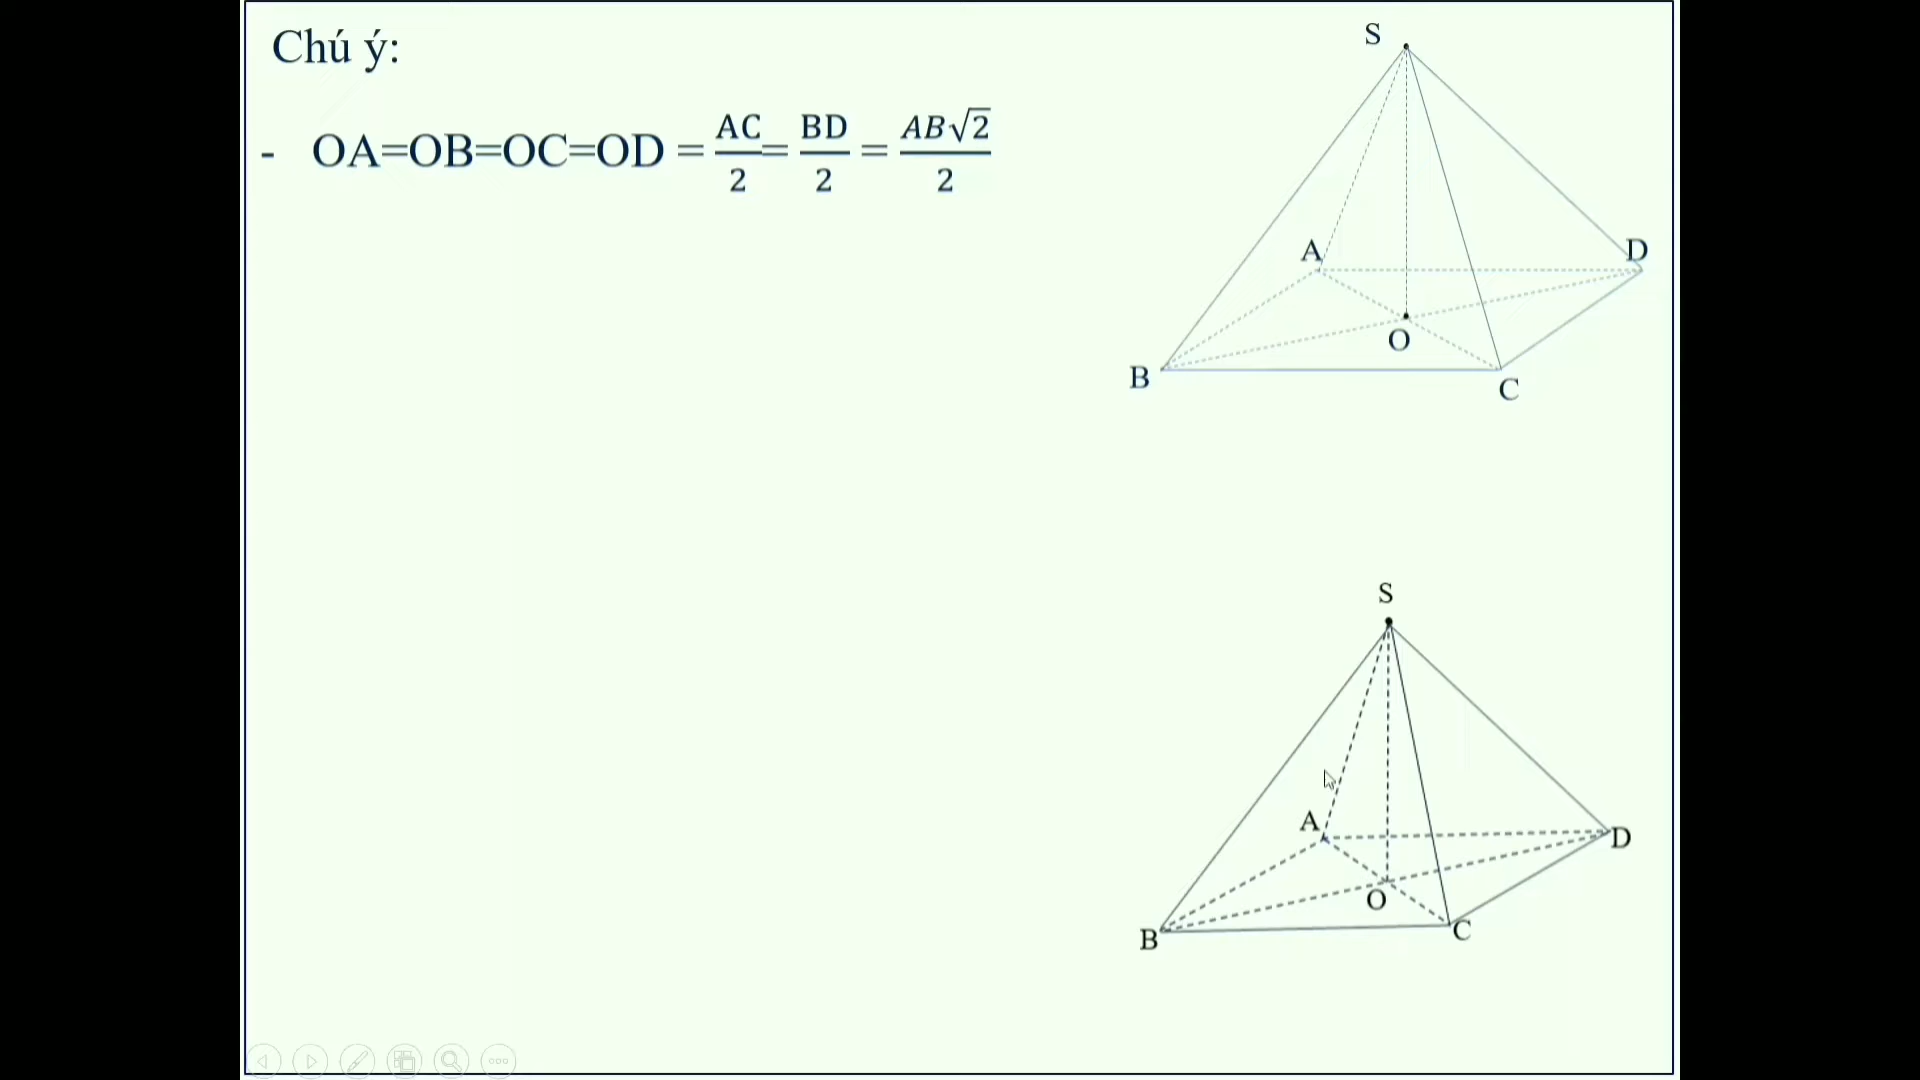 Chú ý:
- OA=OB=OC=OD = AC/2 = BD/2 = AB√2/2
S
A
D
O
B
C
S
A
D
O
B
C